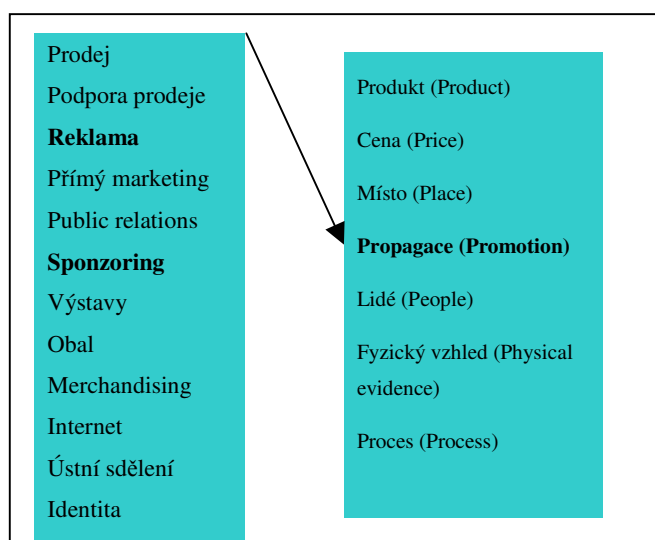 Prodej
Podpora prodeje
Reklama
Přímý marketing
Public relations
Sponzoring
Výstavy
Obal
Merchandising
Internet
Ústní sdělení
Identita
Produkt (Product)
Cena (Price)
Místo (Place)
Propagace (Promotion)
Lidé (People)
Fyzický vzhled (Physical
evidence)
Proces (Process)